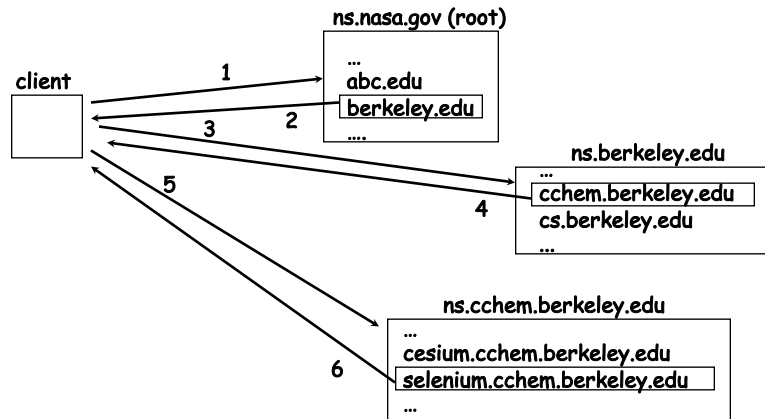 ns.nasa.gov (root)
...
abc.edu
berkeley.edu
....
client
1
2
3
ns.berkeley.edu
...
cchem.berkeley.edu
cs.berkeley.edu
...
4
5
ns.cchem.berkeley.edu
...
cesium.cchem.berkeley.edu
selenium.cchem.berkeley.edu
...
6